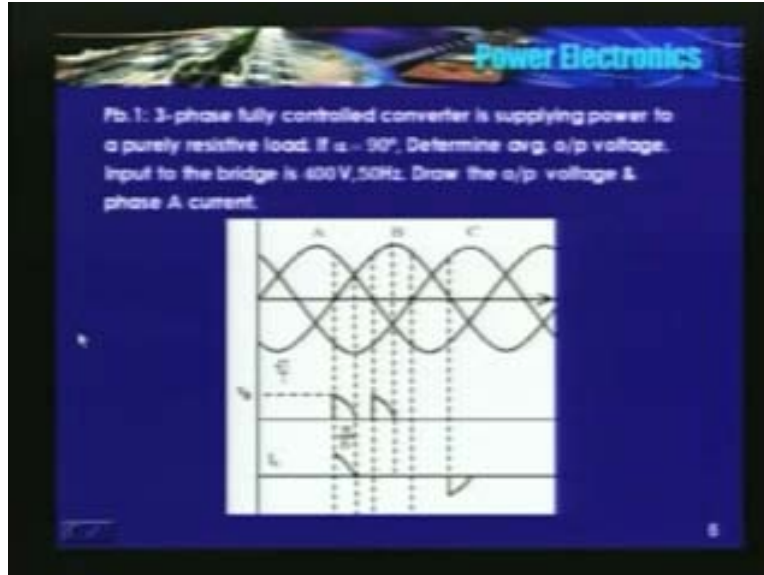 Power Electronics
Pb.1: 3-phase fully controlled converter is supplying power to
a purely resistive load. If α = 90°, Determine avg. o/p voltage.
Input to the bridge is 400V,50Hz. Draw the o/p voltage &
phase A current.
A B C